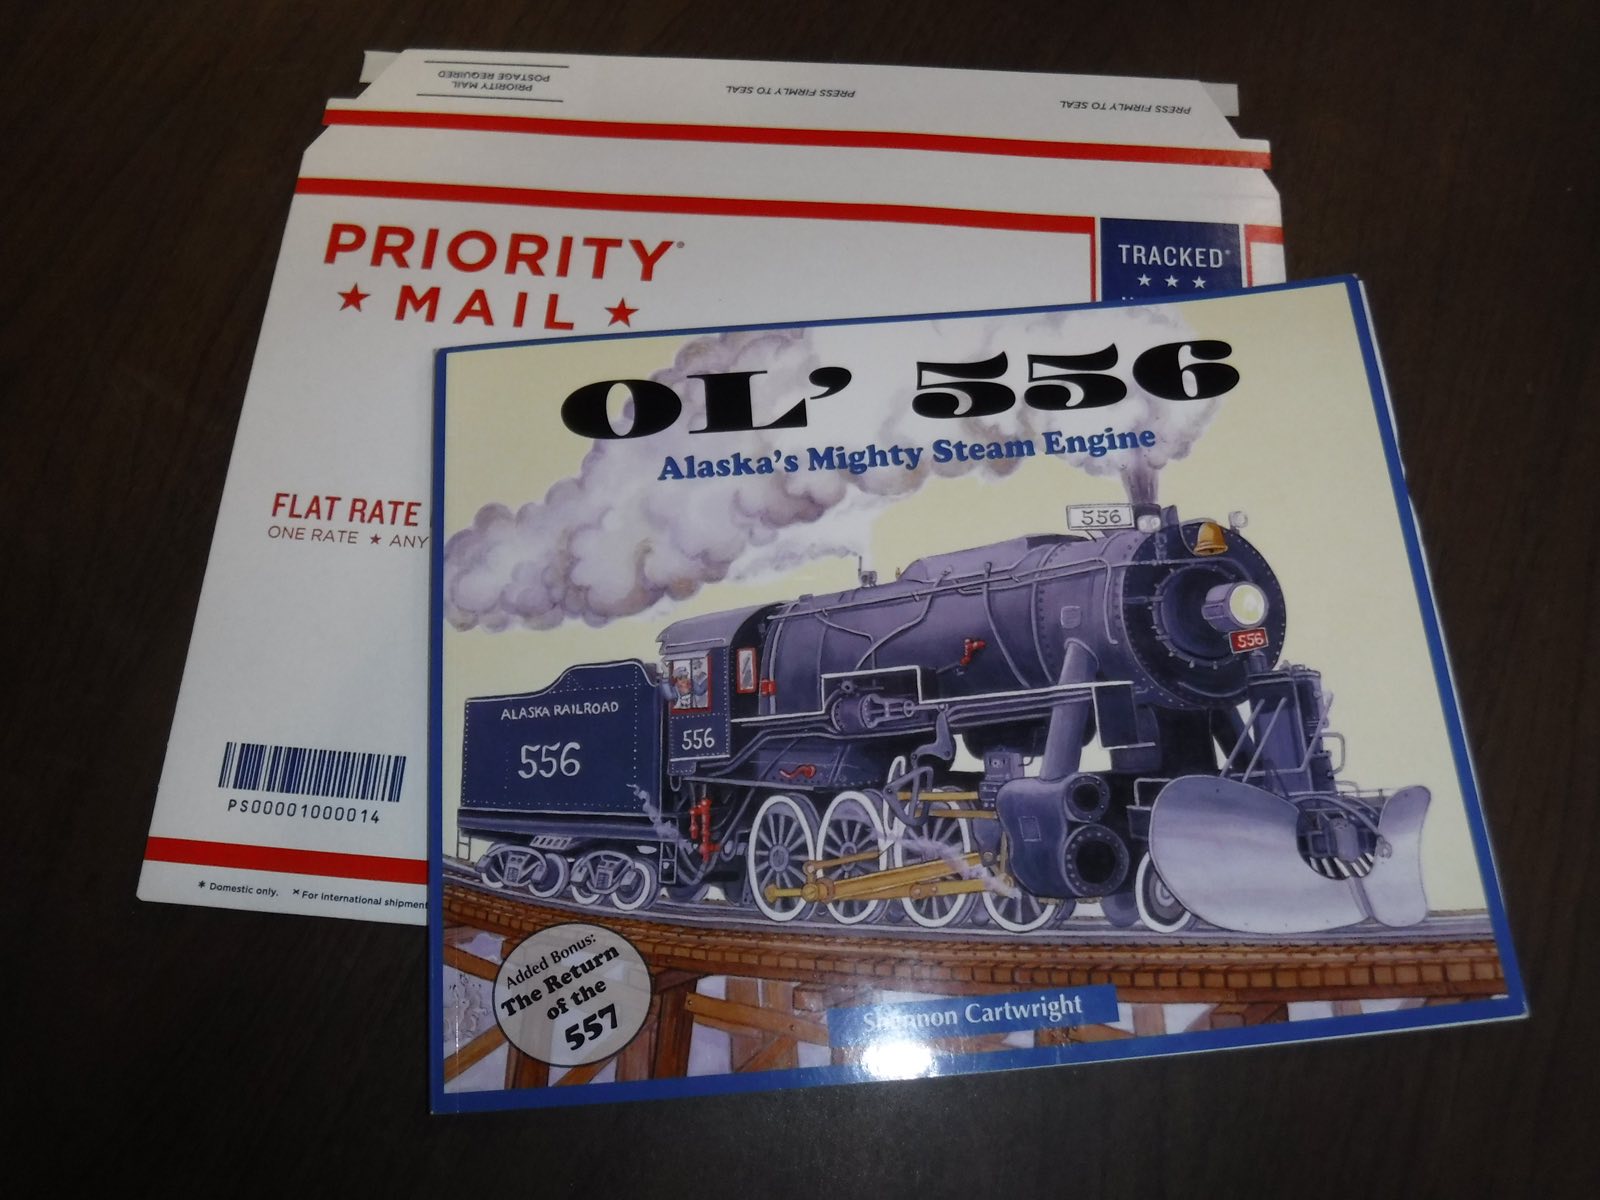 PRIORITY MAIL
POSTAGE REQUIRED
PRESS FIRMLY TO SEAL
PRESS FIRMLY TO SEAL
PRIORITY®
★ MAIL ★
TRACKED*
★ ★ ★
FLAT RATE
ONE RATE ★ ANY
PS00001000014
* Domestic only. × For international shipment
OL' 556
Alaska's Mighty Steam Engine
556
556
ALASKA RAILROAD
556
556
Added Bonus:
The Return
of the
557
Shannon Cartwright